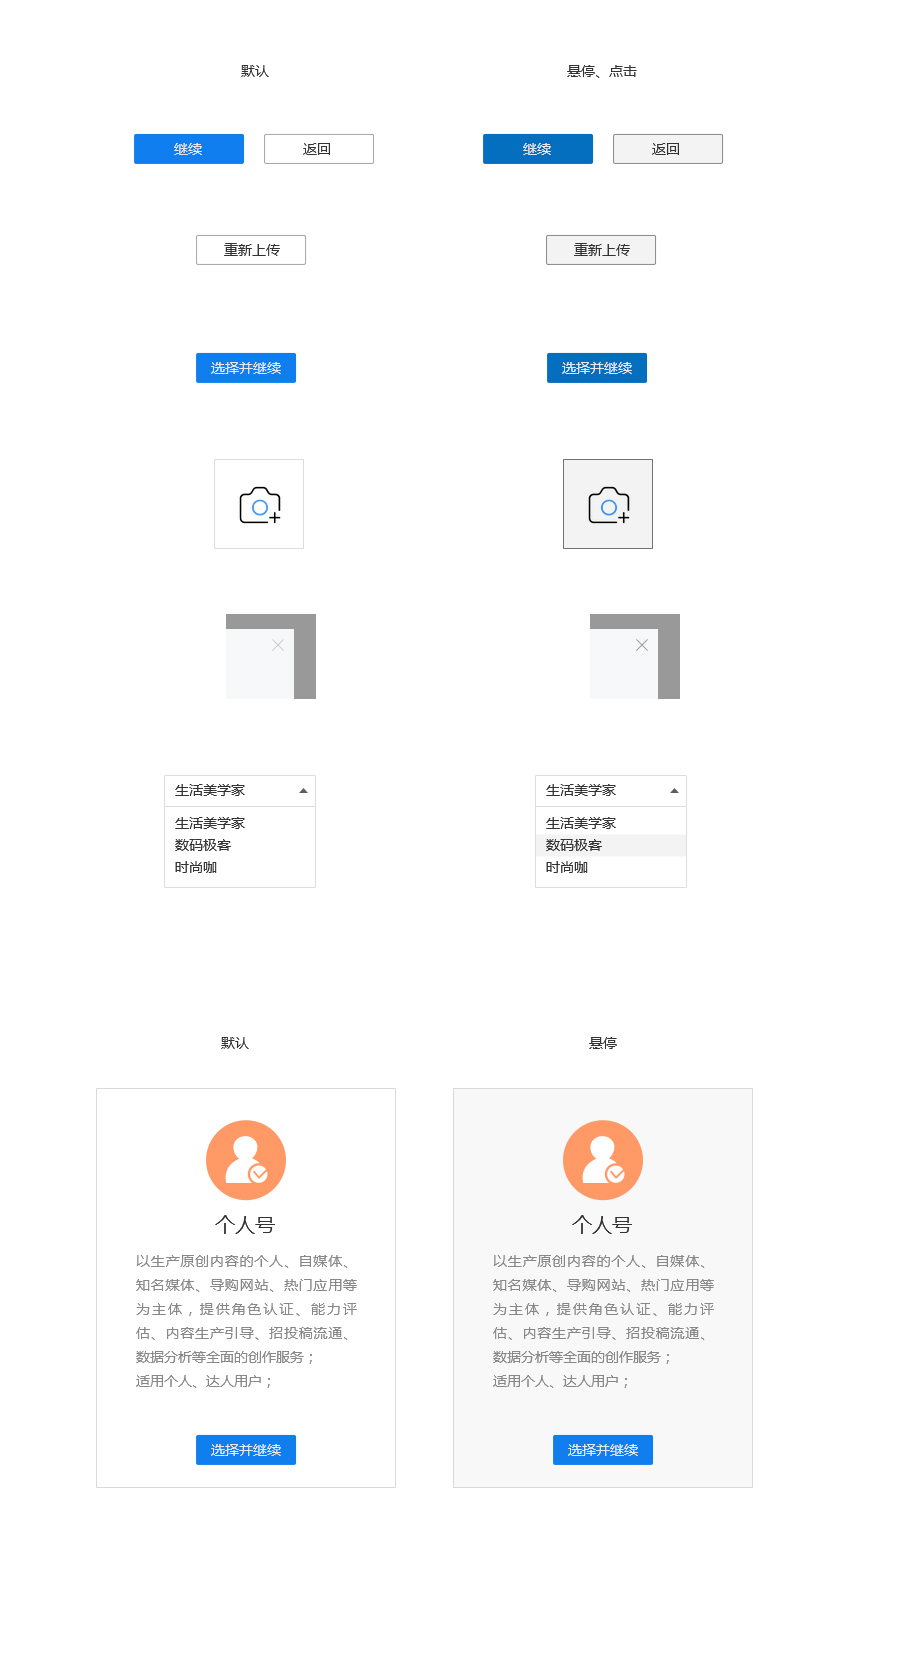 默认
悬停、点击
继续
返回
继续
返回
重新上传
重新上传
选择并继续
选择并继续
生活美学家
生活美学家
数码极客
时尚咖
生活美学家
生活美学家
数码极客
时尚咖
默认
悬停
个人号
以生产原创内容的个人、自媒体、
知名媒体、导购网站、热门应用等
为主体，提供角色认证、能力评
估、内容生产引导、招投稿流通、
数据分析等全面的创作服务；
适用个人、达人用户；
选择并继续
个人号
以生产原创内容的个人、自媒体、
知名媒体、导购网站、热门应用等
为主体，提供角色认证、能力评
估、内容生产引导、招投稿流通、
数据分析等全面的创作服务；
适用个人、达人用户；
选择并继续